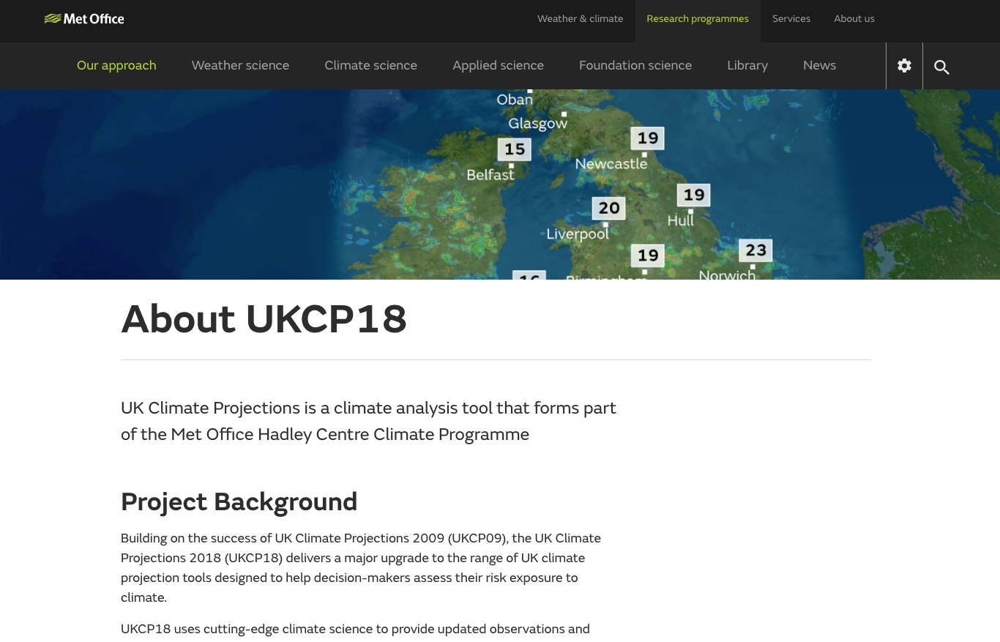 Met Office
Weather & climate
Research programmes
Services
About us
Our approach
Weather science
Climate science
Applied science
Foundation science
Library
News
Oban
Glasgow
19
15
Newcastle
Belfast
19
20
Hull
Liverpool
23
19
Norwich
16
Birmingham
About UKCP18
UK Climate Projections is a climate analysis tool that forms part
of the Met Office Hadley Centre Climate Programme
Project Background
Building on the success of UK Climate Projections 2009 (UKCP09), the UK Climate
Projections 2018 (UKCP18) delivers a major upgrade to the range of UK climate
projection tools designed to help decision-makers assess their risk exposure to
climate.
UKCP18 uses cutting-edge climate science to provide updated observations and